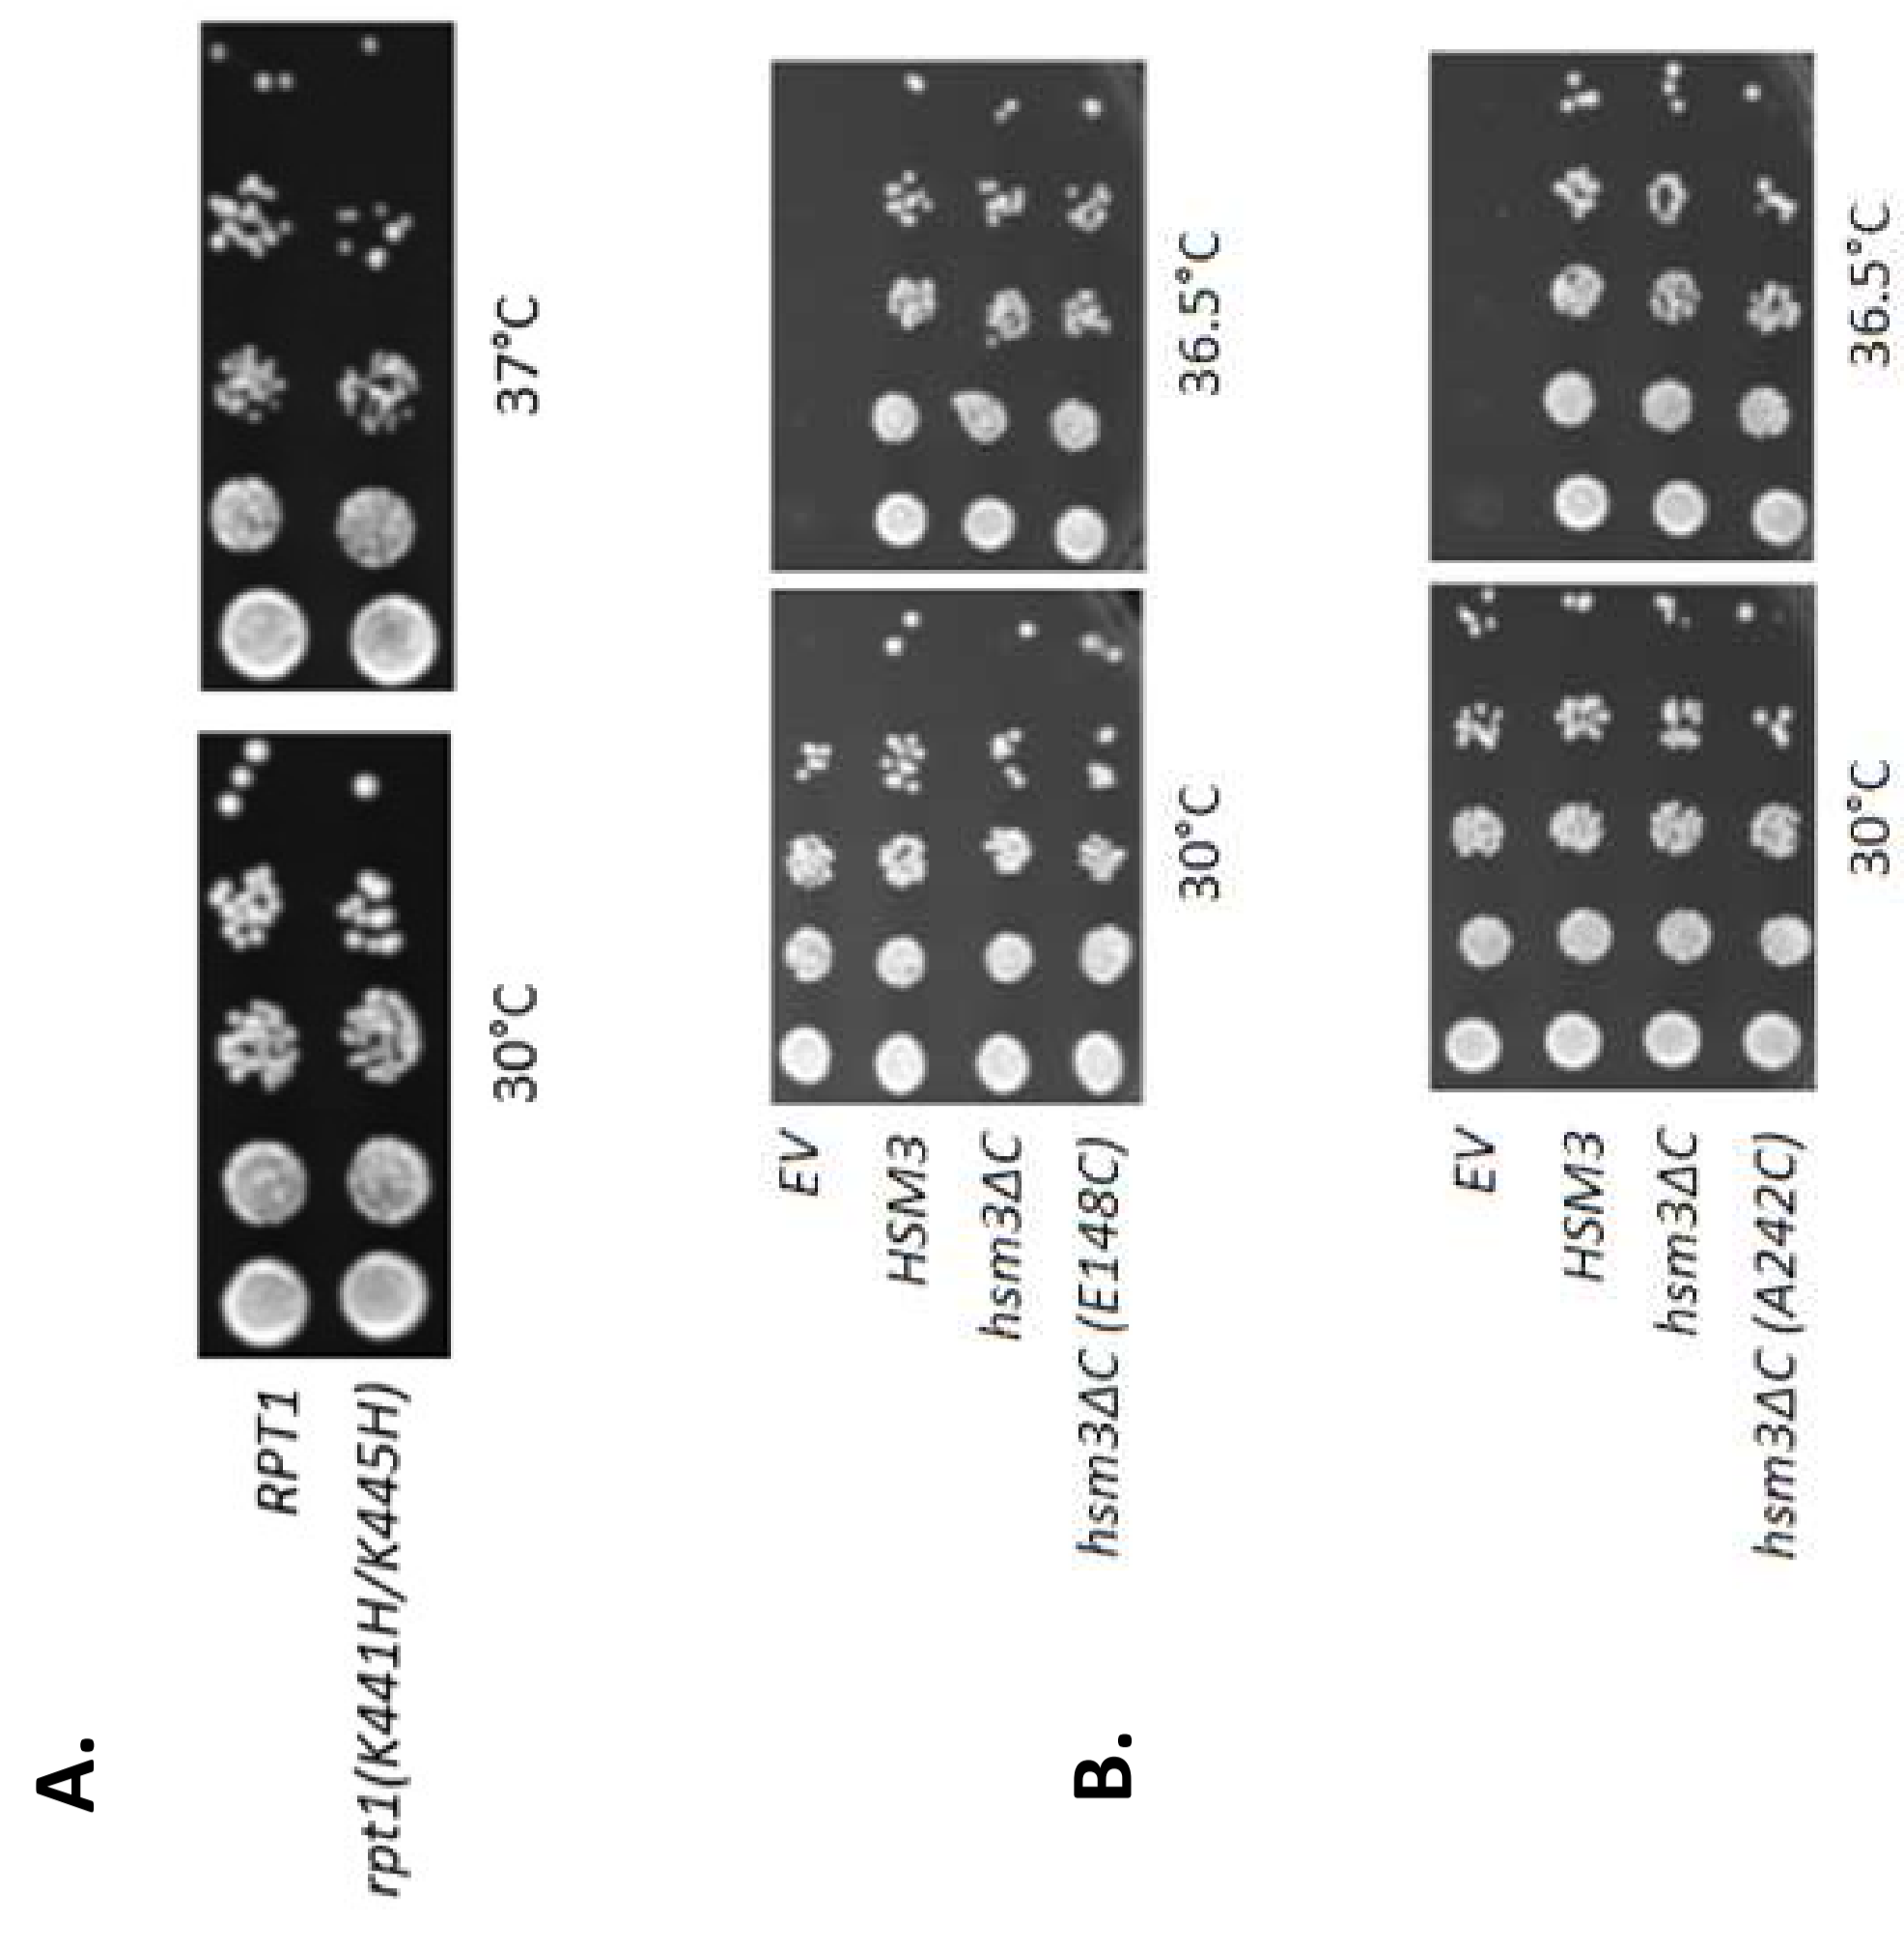 A.
RPT1
rpt1(K441H/K445H)
30°C
37°C
B.
EV
HSM3
hsm3ΔC
hsm3ΔC (E148C)
30°C
36.5°C
EV
HSM3
hsm3ΔC
hsm3ΔC (A242C)
30°C
36.5°C